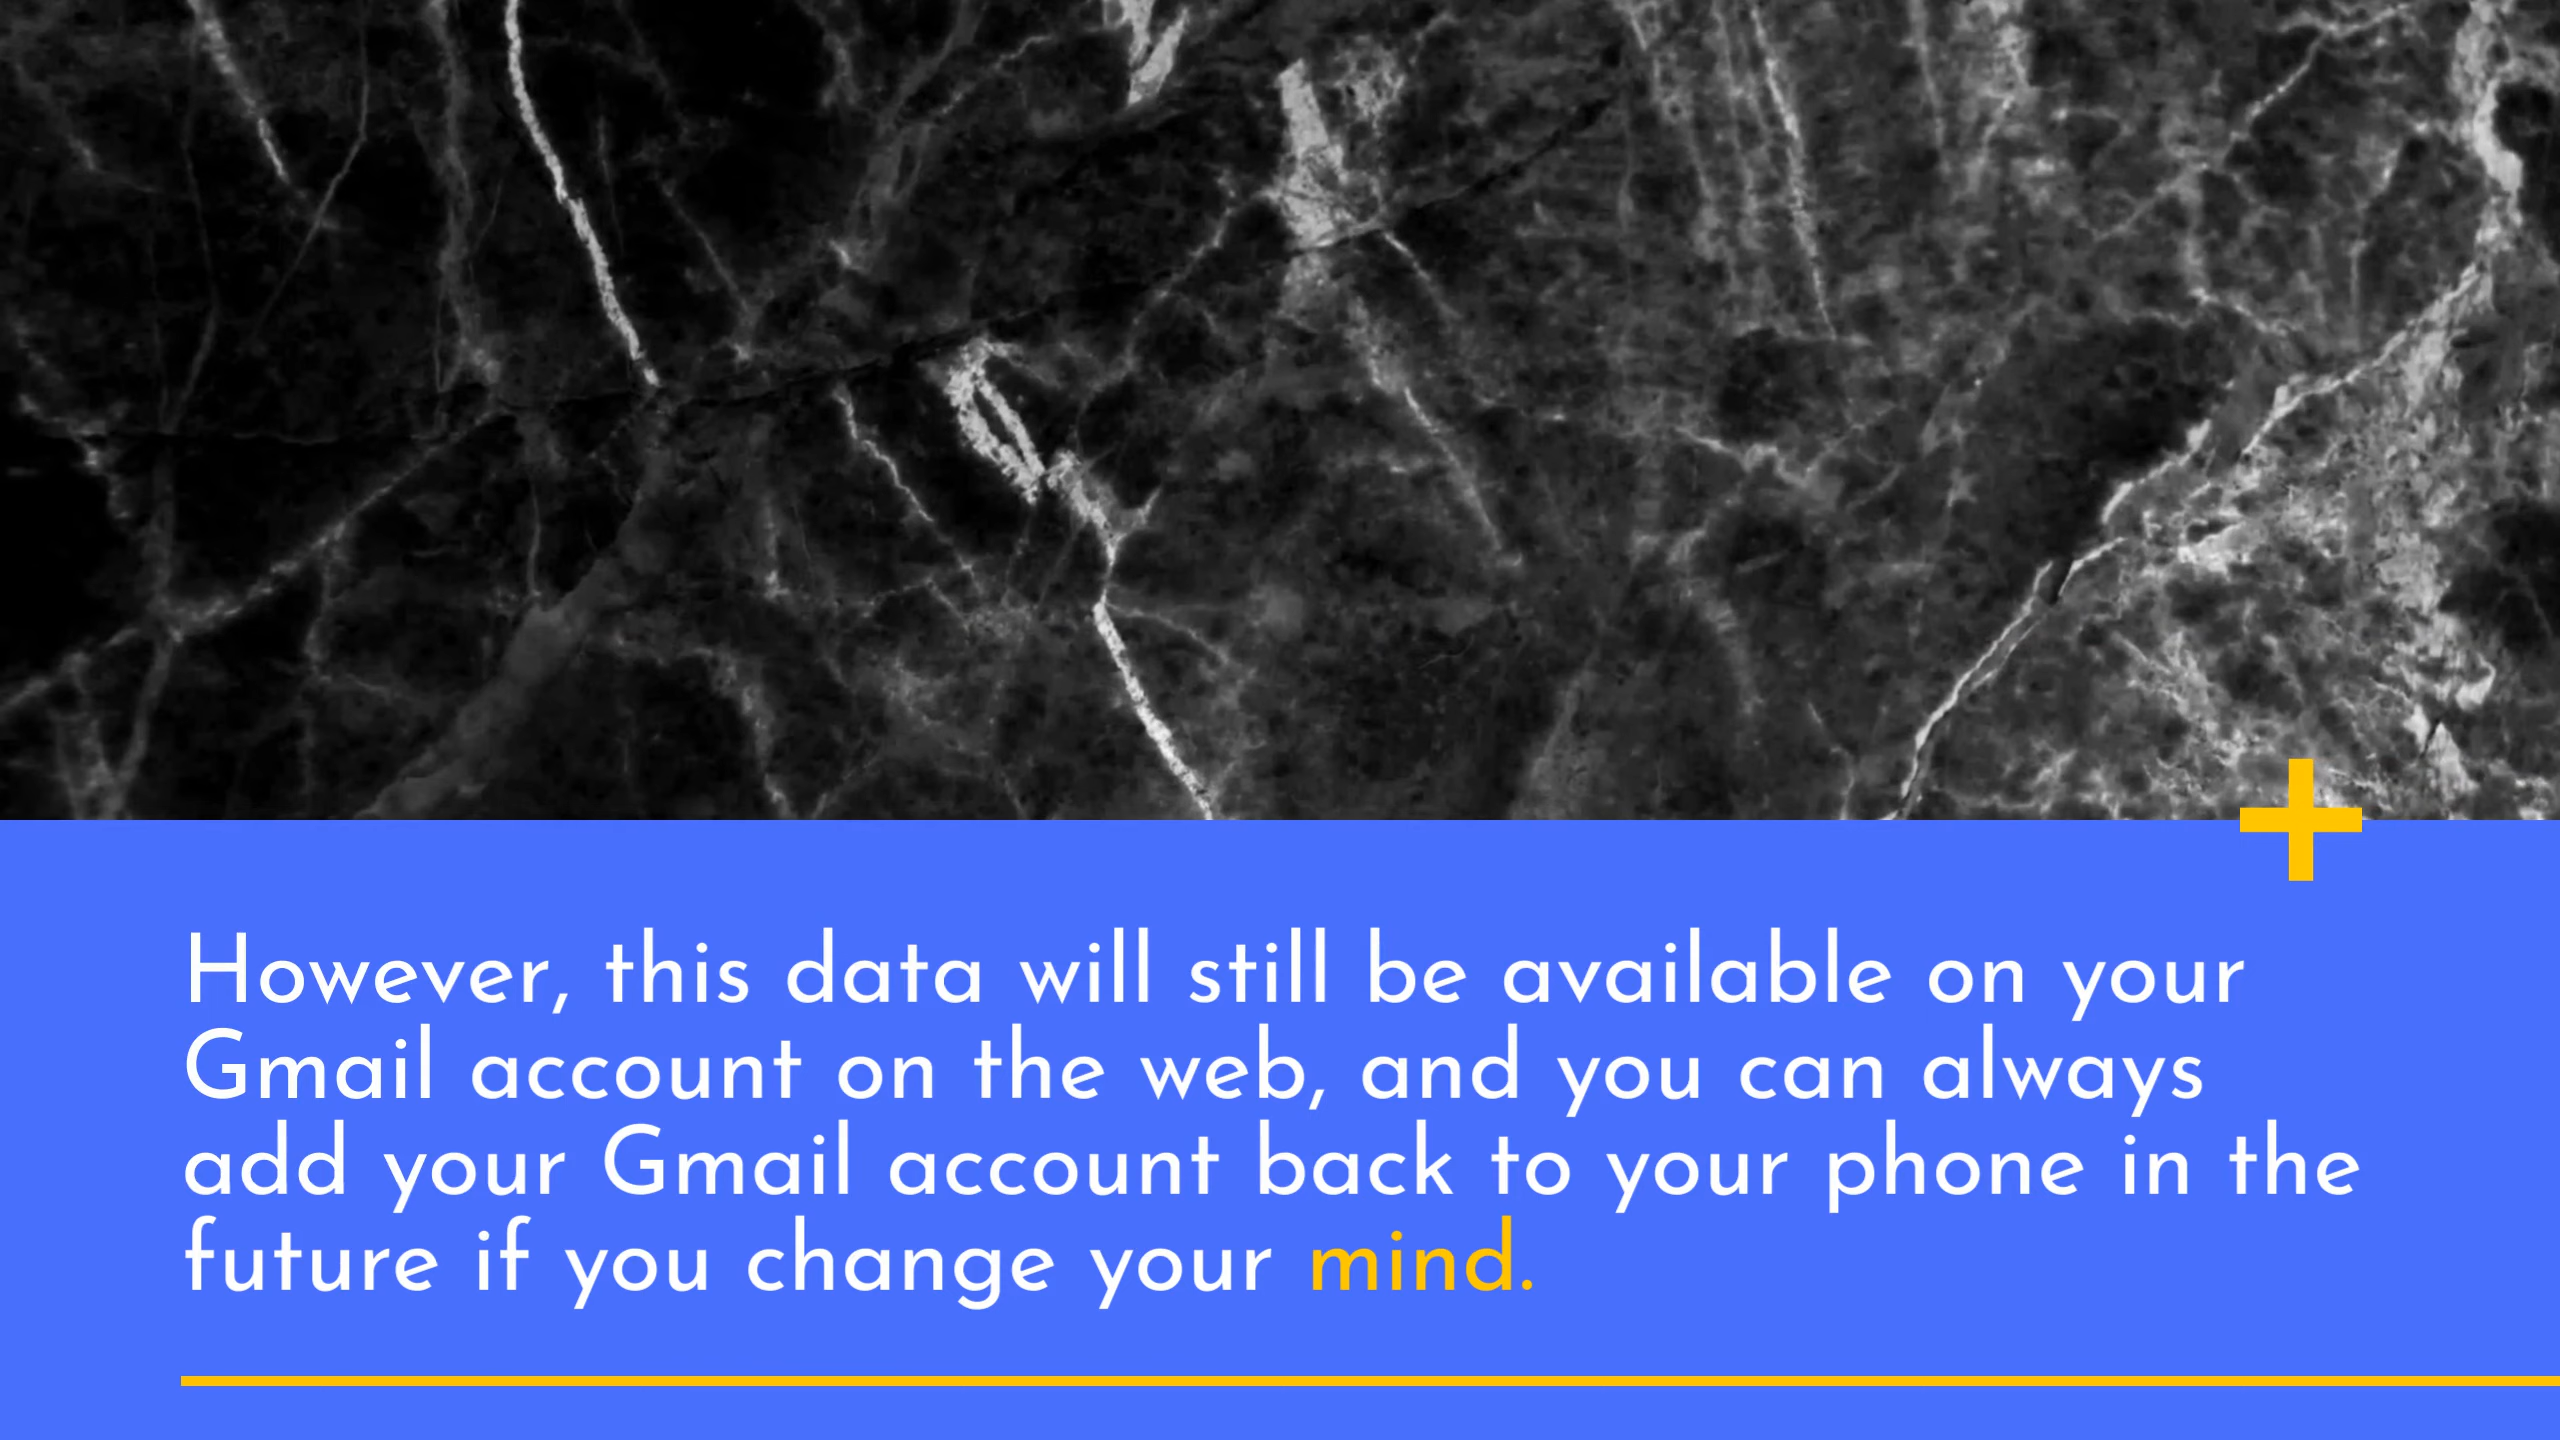 However, this data will still be available on your
Gmail account on the web, and you can always
add your Gmail account back to your phone in the
future if you change your mind.